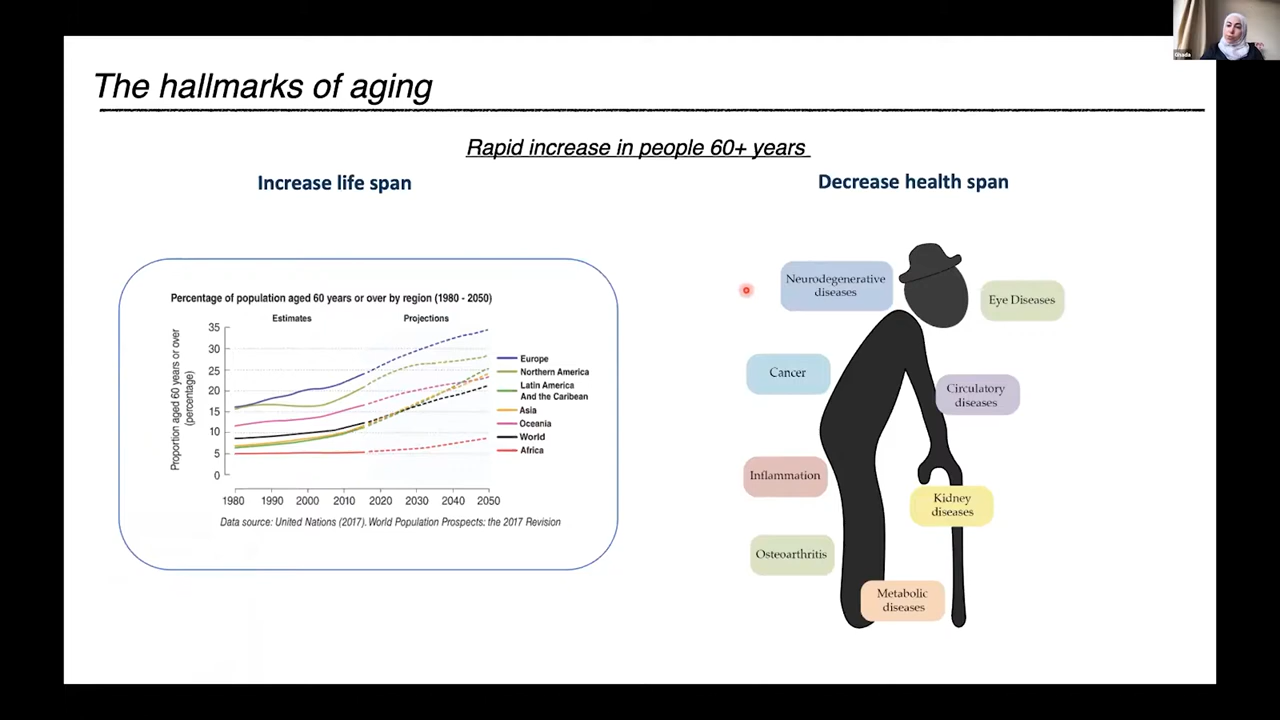 The hallmarks of aging
Rapid increase in people 60+ years
Increase life span
Decrease health span
Percentage of population aged 60 years or over by region (1980 - 2050)
Estimates
Projections
Proportion aged 60 years or over
(percentage)
35
30
25
20
15
10
5
0
1980
1990
2000
2010
2020
2030
2040
2050
Europe
Northern America
Latin America
And the Caribean
Asia
Oceania
World
Africa
Data source: United Nations (2017). World Population Prospects: the 2017 Revision
Neurodegenerative
diseases
Eye Diseases
Cancer
Circulatory
diseases
Inflammation
Kidney
diseases
Osteoarthritis
Metabolic
diseases
Ghada